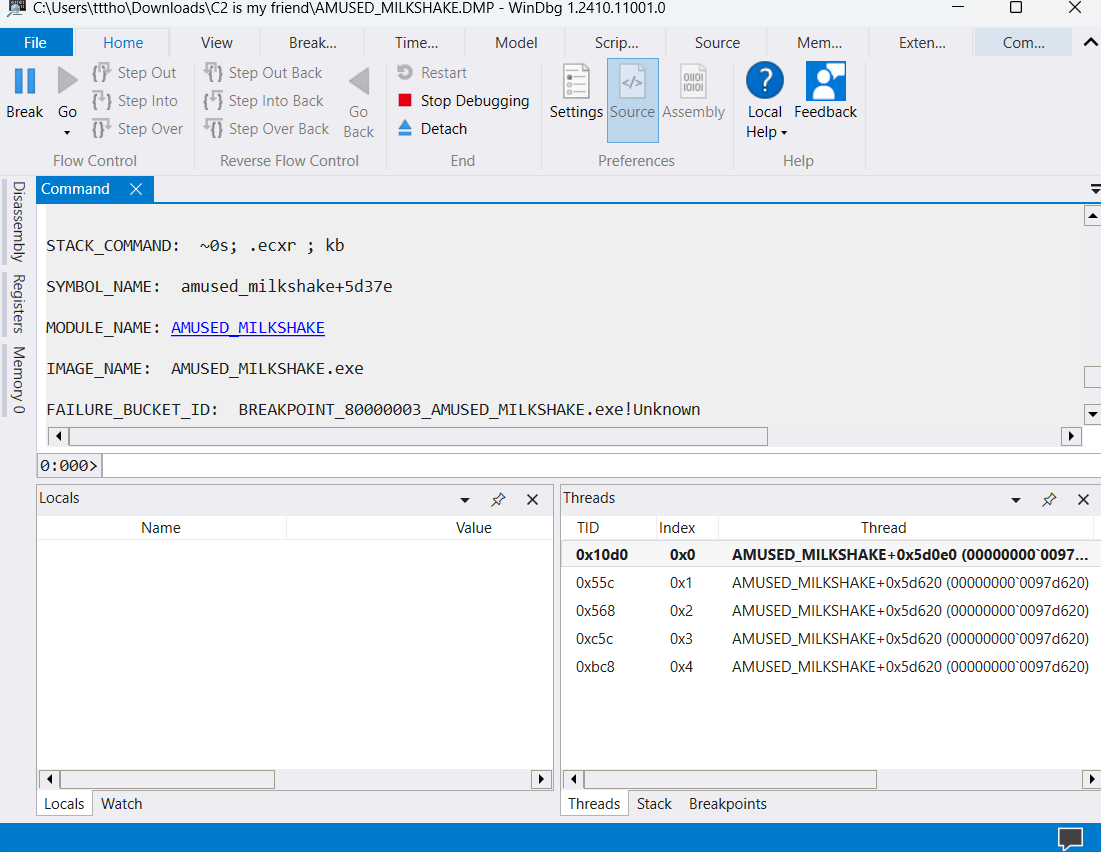 C:\Users\tttho\Downloads\C2 is my friend\AMUSED_MILKSHAKE.DMP - WinDbg 1.2410.11001.0
File Home View Break... Time... Model Scrip... Source Mem... Exten... Com...
Break
Go
Step Out
Step Into
Step Over
Flow Control
Step Out Back
Step Into Back
Step Over Back
Go
Back
Reverse Flow Control
Restart
Stop Debugging
Detach
End
Settings
Source
Assembly
Preferences
Local
Help
Feedback
Help
Disassembly
Registers
Memory 0
Command
STACK_COMMAND: ~0s; .ecxr ; kb
SYMBOL_NAME: amused_milkshake+5d37e
MODULE_NAME: AMUSED_MILKSHAKE
IMAGE_NAME: AMUSED_MILKSHAKE.exe
FAILURE_BUCKET_ID: BREAKPOINT_80000003_AMUSED_MILKSHAKE.exe!Unknown
0:000>
Locals
Name Value
Locals Watch
Threads
TID Index Thread
0x10d0 0x0 AMUSED_MILKSHAKE+0x5d0e0 (00000000`0097...
0x55c 0x1 AMUSED_MILKSHAKE+0x5d620 (00000000`0097d620)
0x568 0x2 AMUSED_MILKSHAKE+0x5d620 (00000000`0097d620)
0xc5c 0x3 AMUSED_MILKSHAKE+0x5d620 (00000000`0097d620)
0xbc8 0x4 AMUSED_MILKSHAKE+0x5d620 (00000000`0097d620)
Threads Stack Breakpoints